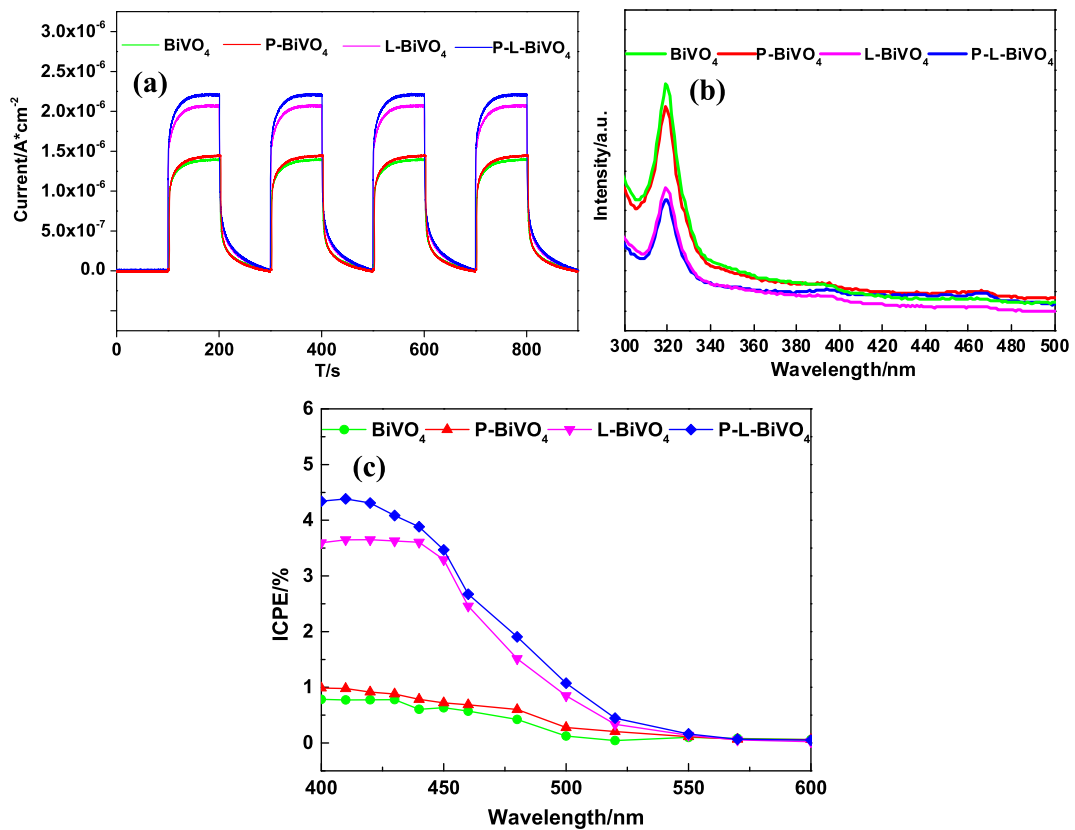 3.0x10⁻⁶
2.5x10⁻⁶
2.0x10⁻⁶
1.5x10⁻⁶
1.0x10⁻⁶
5.0x10⁻⁷
0.0
Current/A*cm⁻²
BiVO₄ P-BiVO₄ L-BiVO₄ P-L-BiVO₄
(a)
0 200 400 600 800
T/s
BiVO₄ P-BiVO₄ L-BiVO₄ P-L-BiVO₄
(b)
Intensity/a.u.
300 320 340 360 380 400 420 440 460 480 500
Wavelength/nm
6
5
4
3
2
1
0
ICPE/%
BiVO₄ P-BiVO₄ L-BiVO₄ P-L-BiVO₄
(c)
400 450 500 550 600
Wavelength/nm